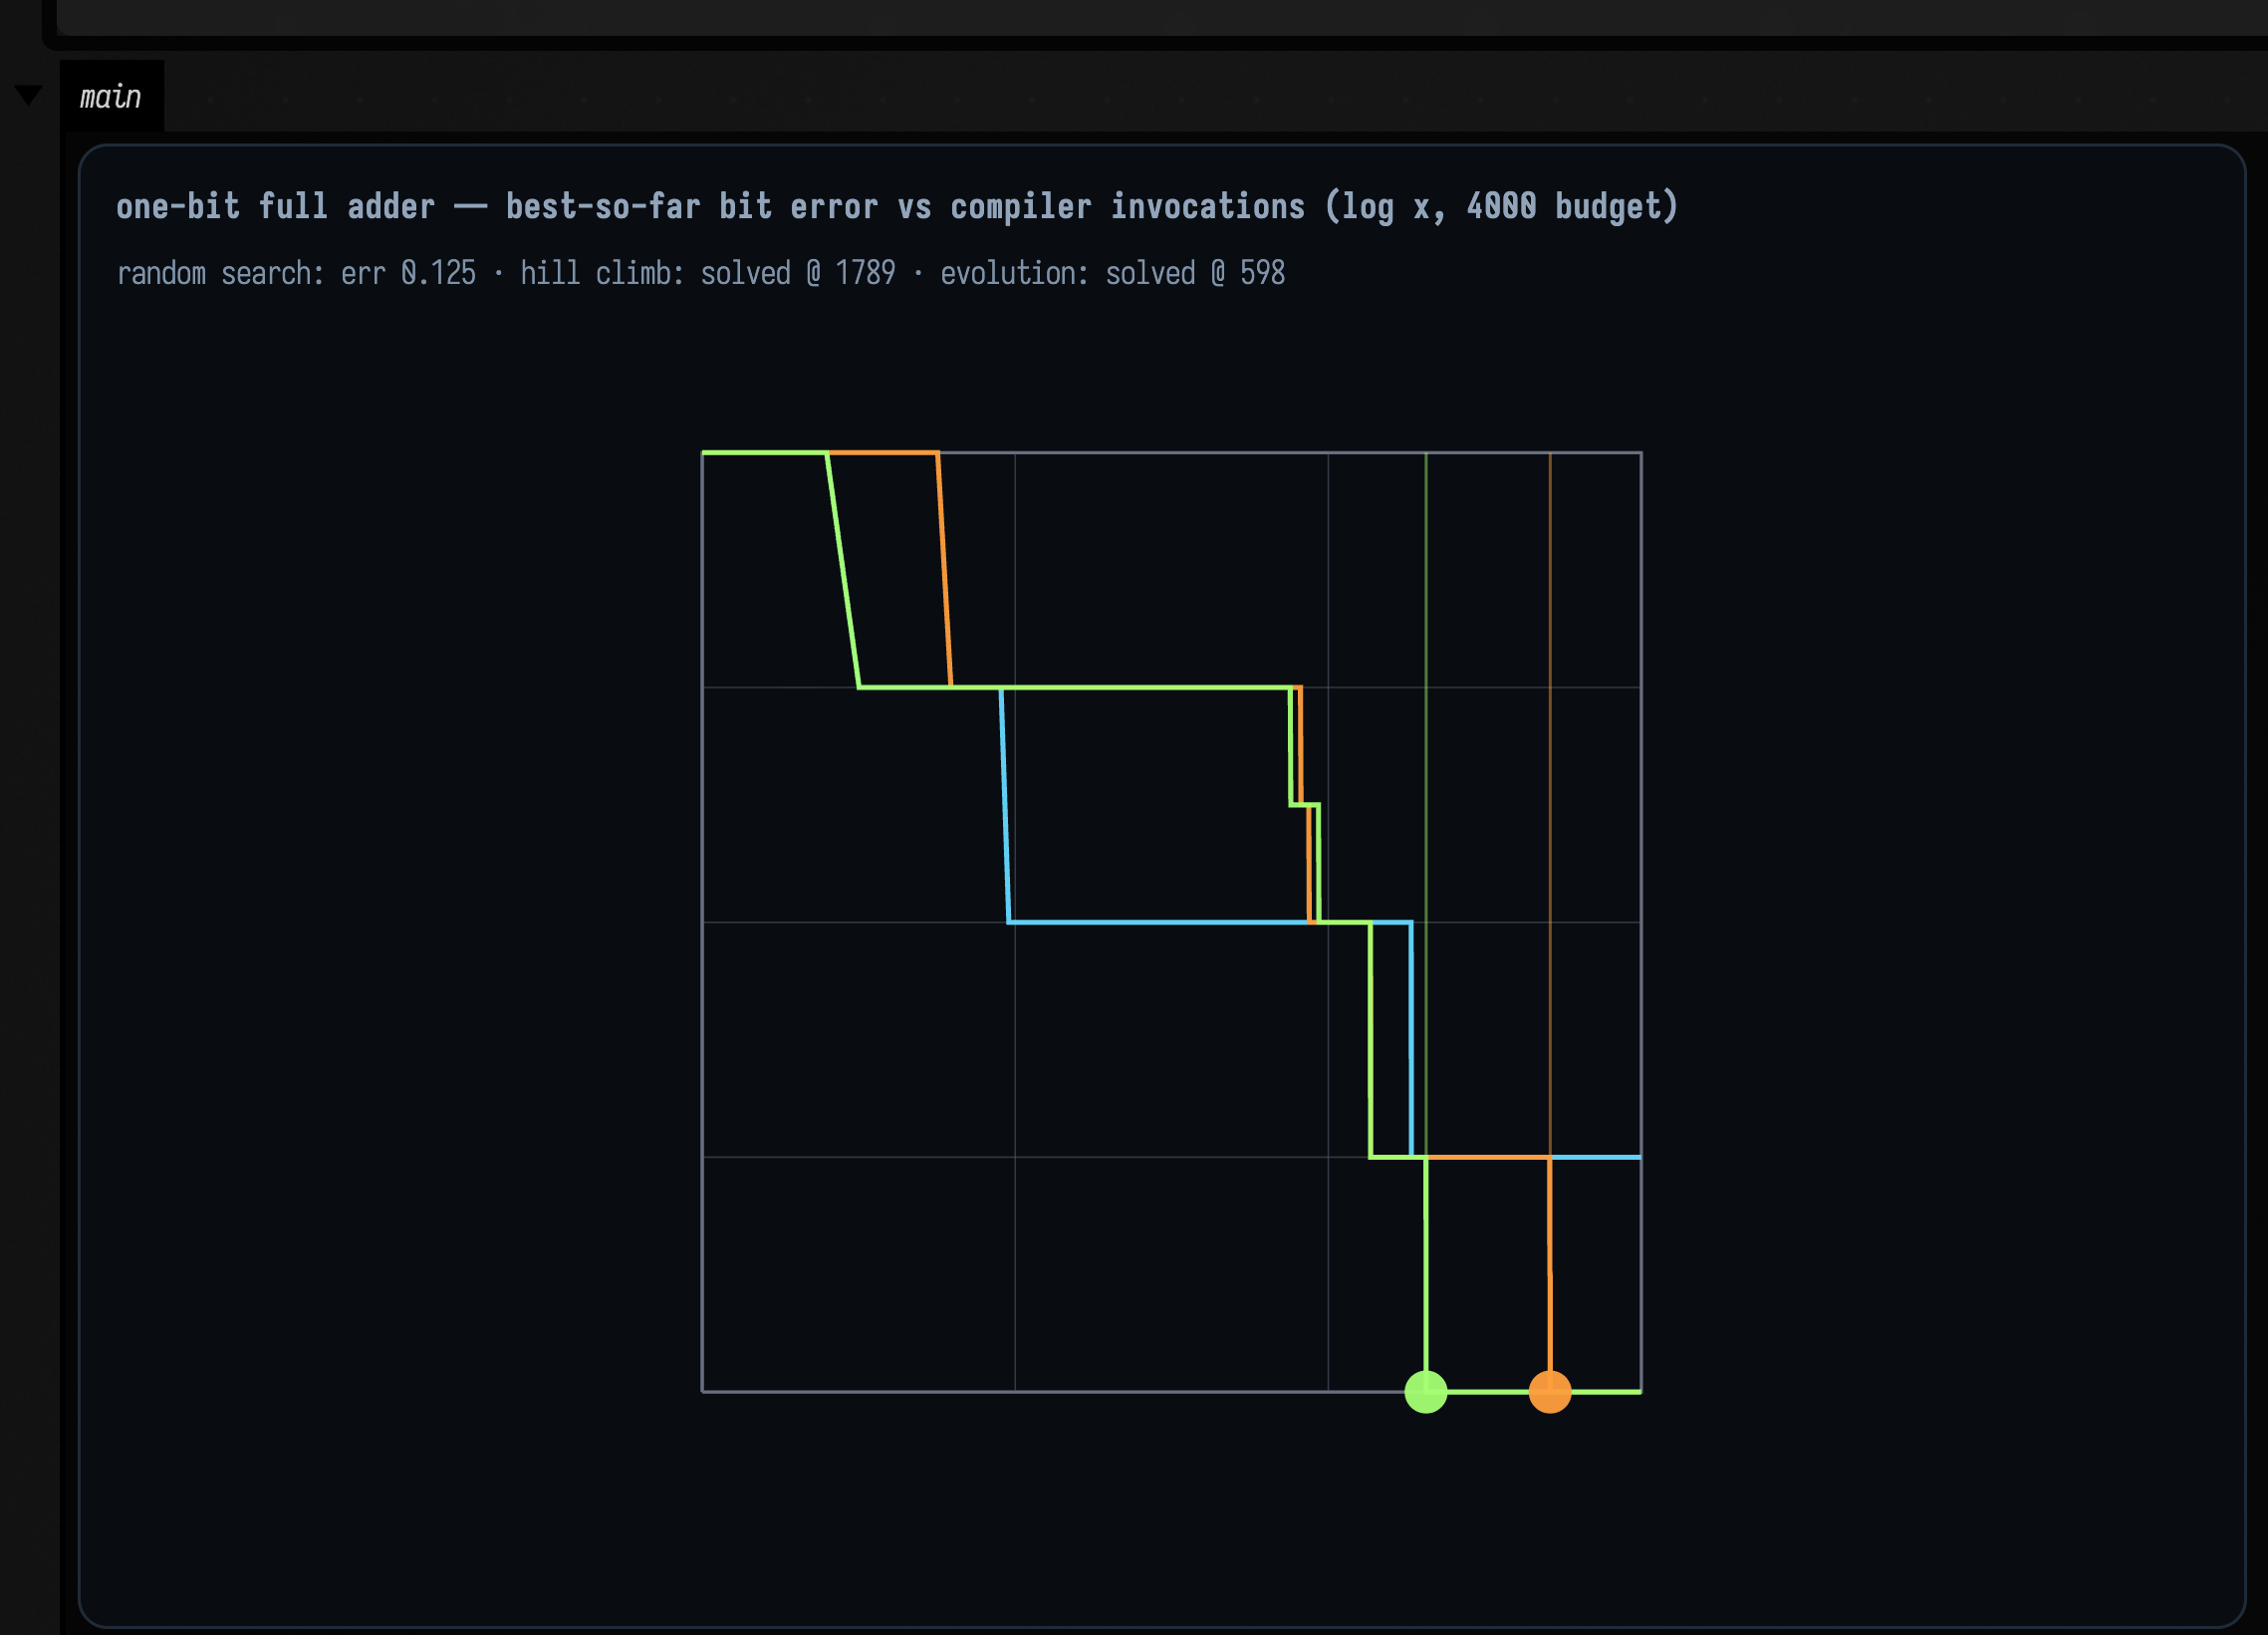 main
one-bit full adder — best-so-far bit error vs compiler invocations (log x, 4000 budget)
random search: err 0.125 · hill climb: solved @ 1789 · evolution: solved @ 598